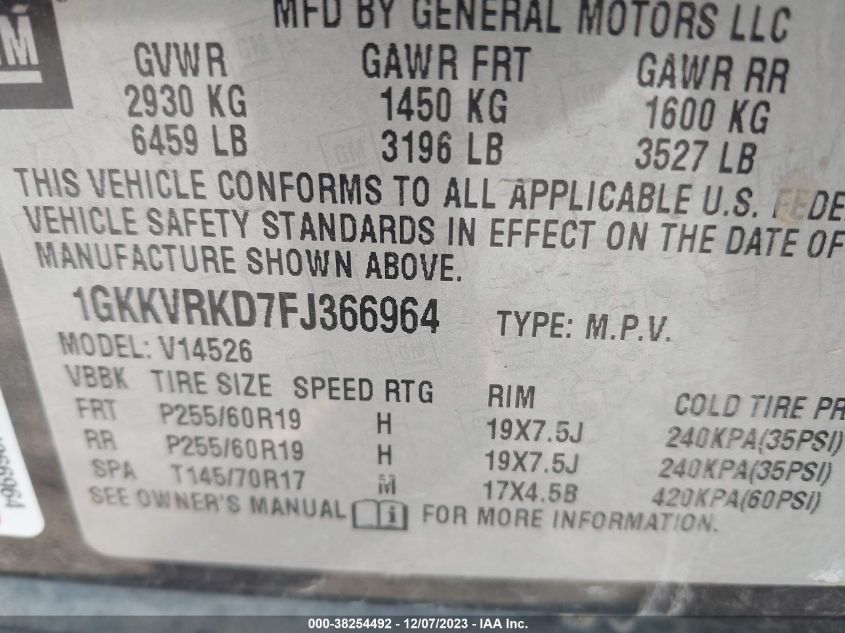 GM
MFD BY GENERAL MOTORS LLC
GVWR GAWR FRT GAWR RR
2930 KG 1450 KG 1600 KG
6459 LB 3196 LB 3527 LB
THIS VEHICLE CONFORMS TO ALL APPLICABLE U.S. FEDE
VEHICLE SAFETY STANDARDS IN EFFECT ON THE DATE OF
MANUFACTURE SHOWN ABOVE.
1GKKVRKD7FJ366964 TYPE: M.P.V.
MODEL: V14526
VBBK TIRE SIZE SPEED RTG RIM COLD TIRE PR
FRT P255/60R19 H 19X7.5J 240KPA(35PSI)
RR P255/60R19 H 19X7.5J 240KPA(35PSI)
SPA T145/70R17 M 17X4.5B 420KPA(60PSI)
SEE OWNER'S MANUAL i FOR MORE INFORMATION.
000-38254492 - 12/07/2023 - IAA Inc.